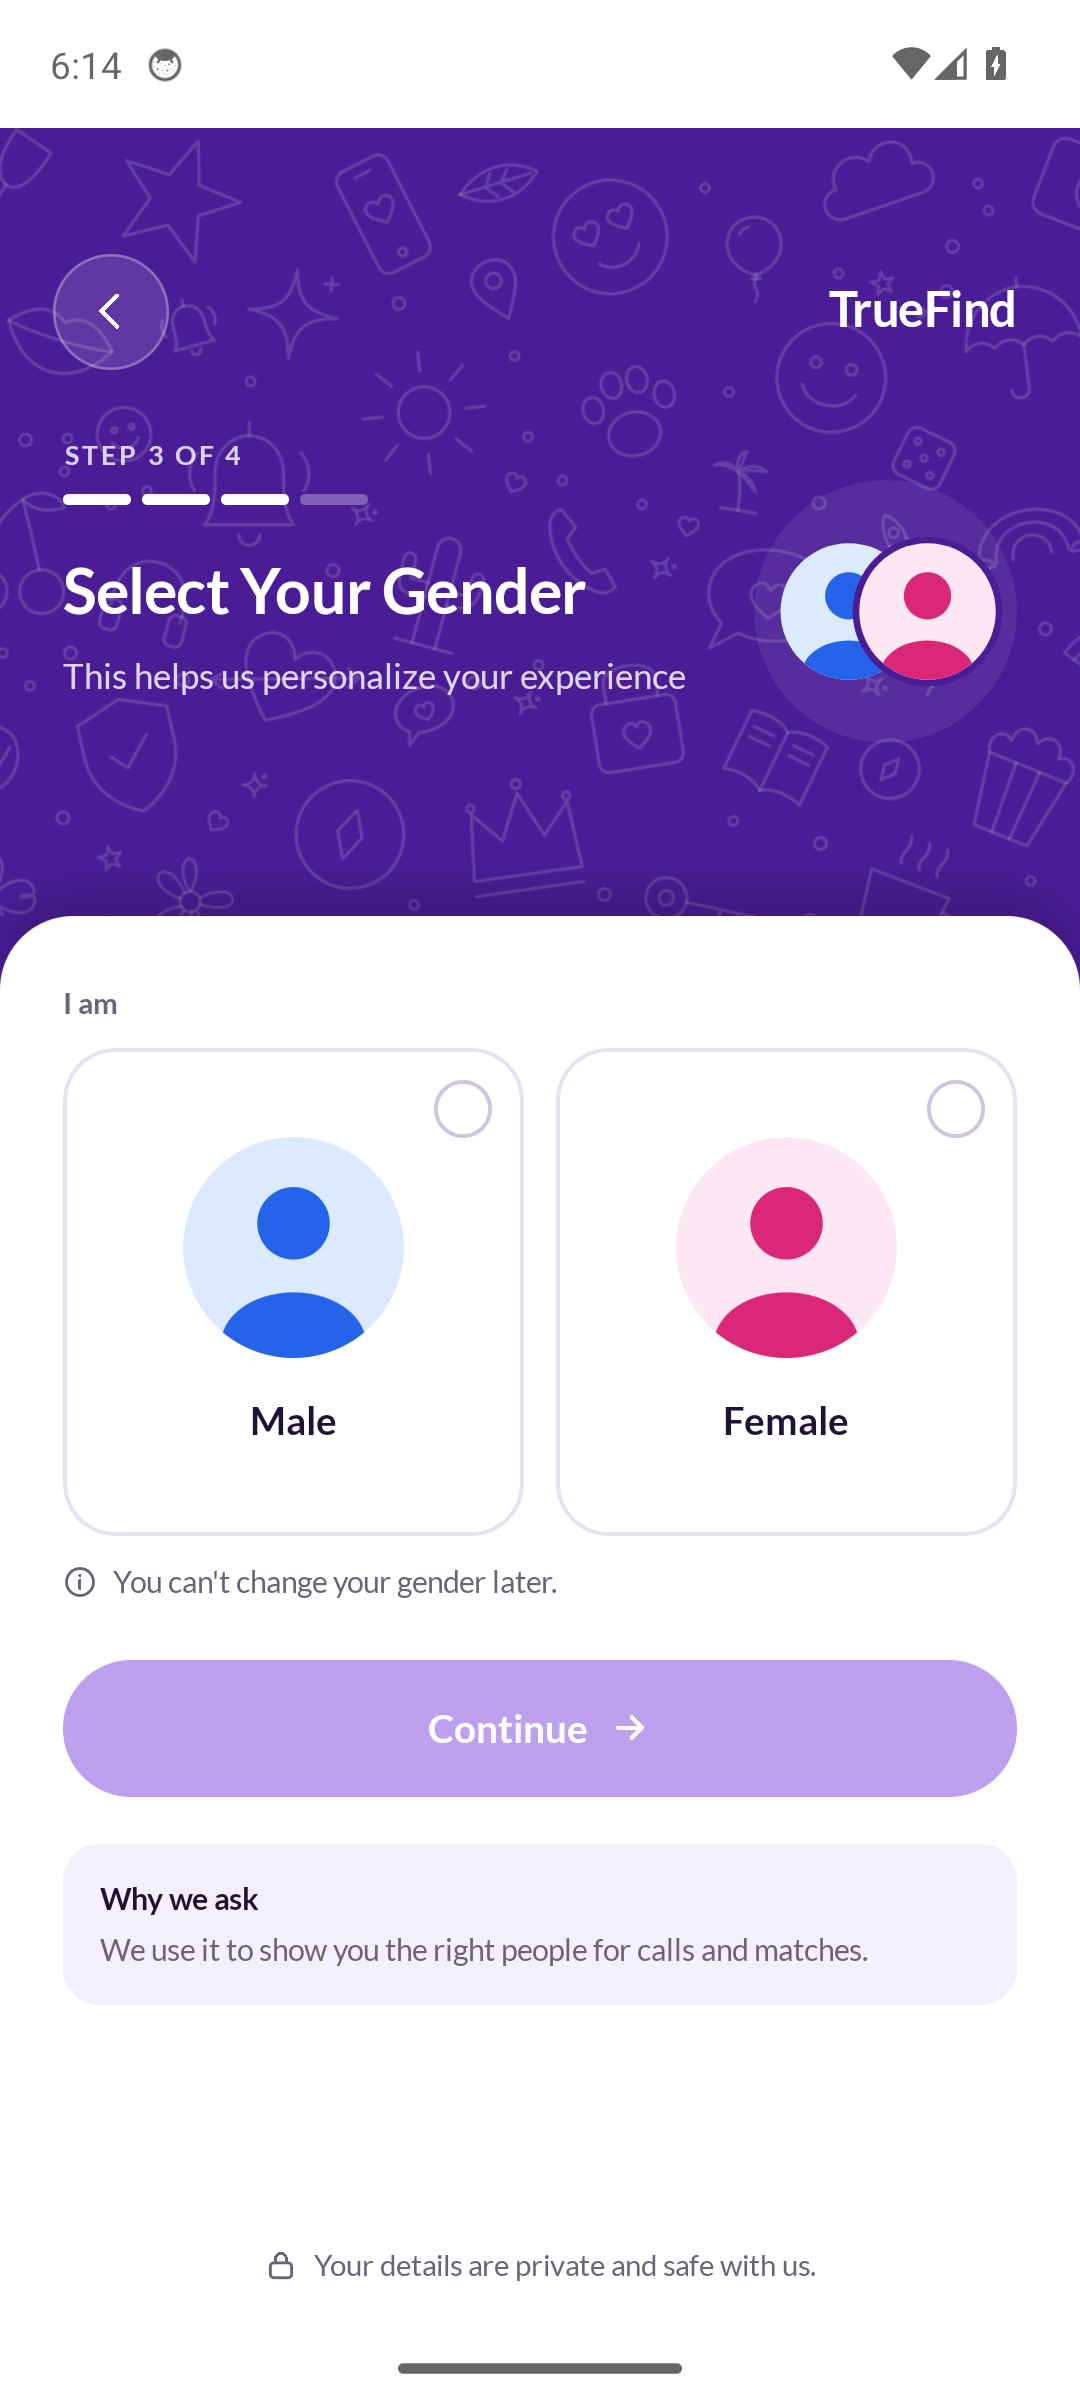 6:14
TrueFind
STEP 3 OF 4
Select Your Gender
This helps us personalize your experience
I am
Male
Female
You can't change your gender later.
Continue
Why we ask
We use it to show you the right people for calls and matches.
Your details are private and safe with us.